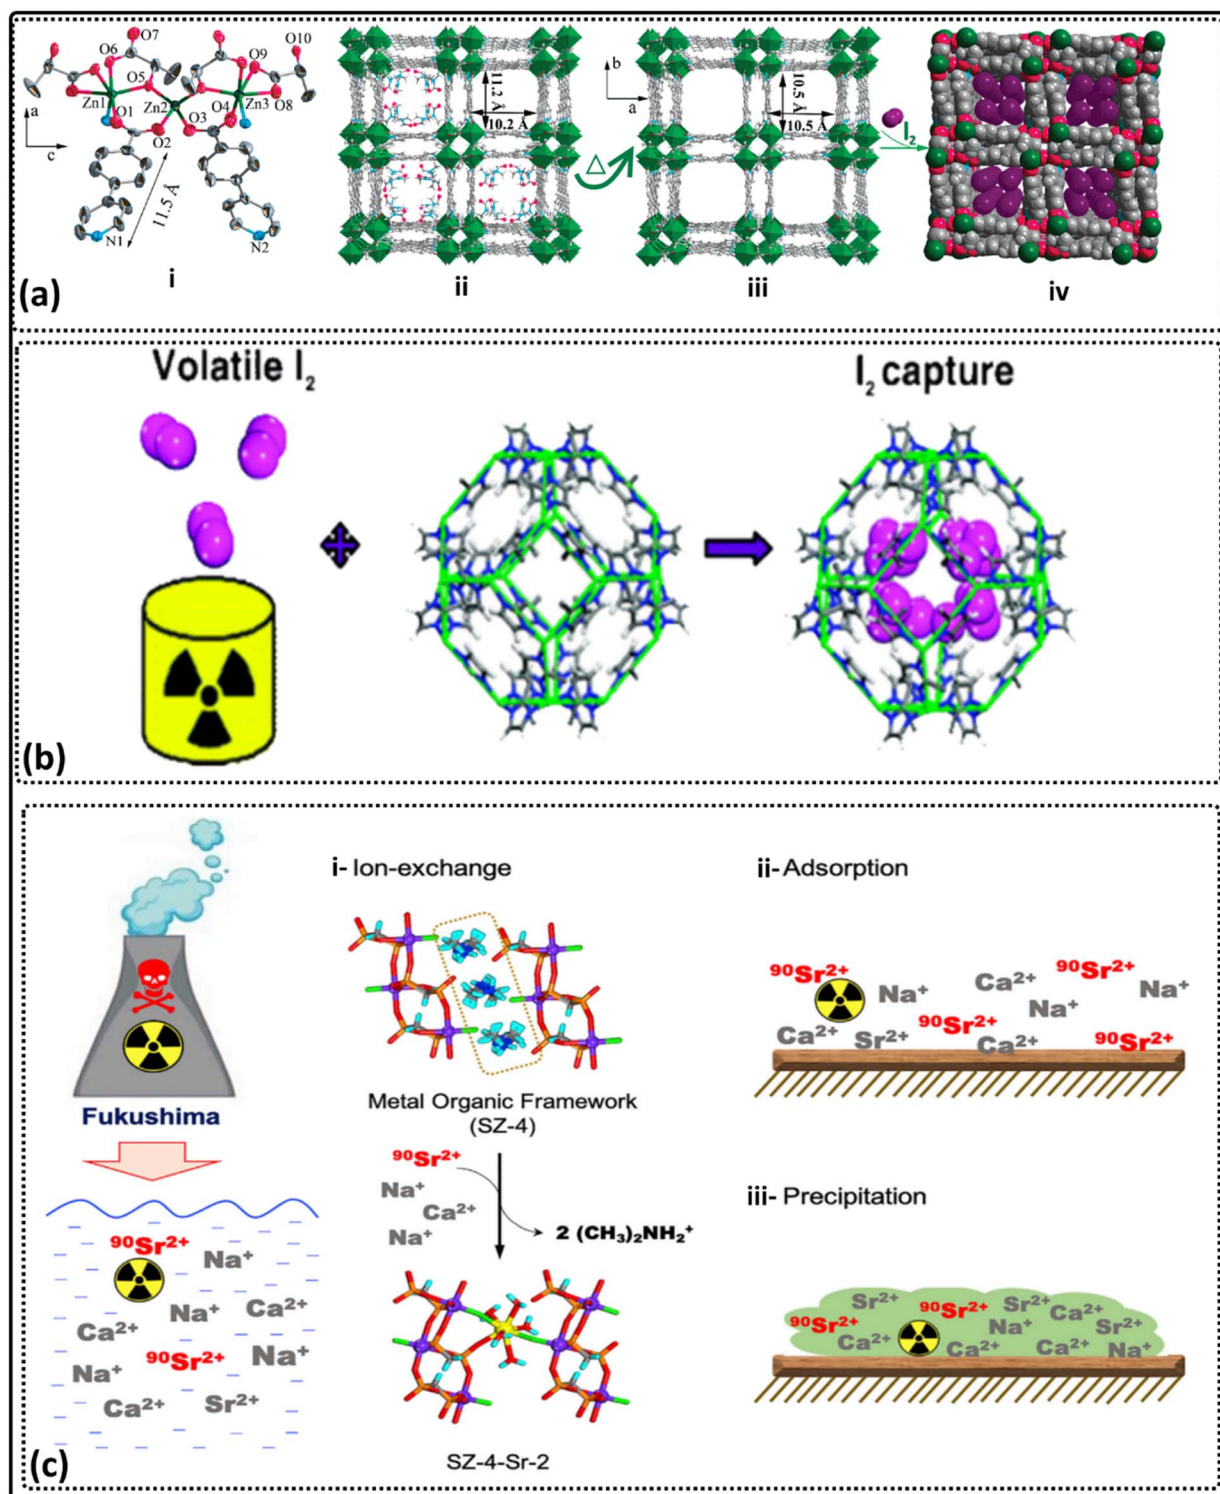 O7
O6
O9
O10
O5
Zn1
Zn2
O4
Zn3
O8
O1
O3
O2
a
c
11.5 Å
N1
N2
i
11.2 Å
10.2 Å
ii
Δ
b
a
10.5 Å
10.5 Å
iii
I₂
iv
(a)
Volatile I₂
I₂ capture
(b)
Fukushima
⁹⁰Sr²⁺
Na⁺
Na⁺
Ca²⁺
Ca²⁺
⁹⁰Sr²⁺
Na⁺
Na⁺
Ca²⁺
Sr²⁺
(c)
i- Ion-exchange
Metal Organic Framework
(SZ-4)
⁹⁰Sr²⁺
Na⁺
Ca²⁺
Na⁺
2 (CH₃)₂NH₂⁺
SZ-4-Sr-2
ii- Adsorption
⁹⁰Sr²⁺
Na⁺
Ca²⁺
⁹⁰Sr²⁺
Na⁺
Na⁺
Ca²⁺
Sr²⁺
⁹⁰Sr²⁺
Ca²⁺
⁹⁰Sr²⁺
iii- Precipitation
Sr²⁺
⁹⁰Sr²⁺
Sr²⁺
Ca²⁺
⁹⁰Sr²⁺
Na⁺
Sr²⁺
Ca²⁺
Ca²⁺
Ca²⁺
Na⁺